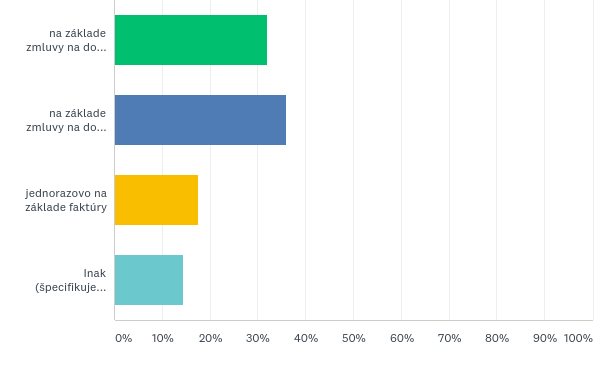 na základe
zmluvy na do...
na základe
zmluvy na do...
jednorazovo na
základe faktúry
Inak
(špecifikuje...
0% 10% 20% 30% 40% 50% 60% 70% 80% 90% 100%